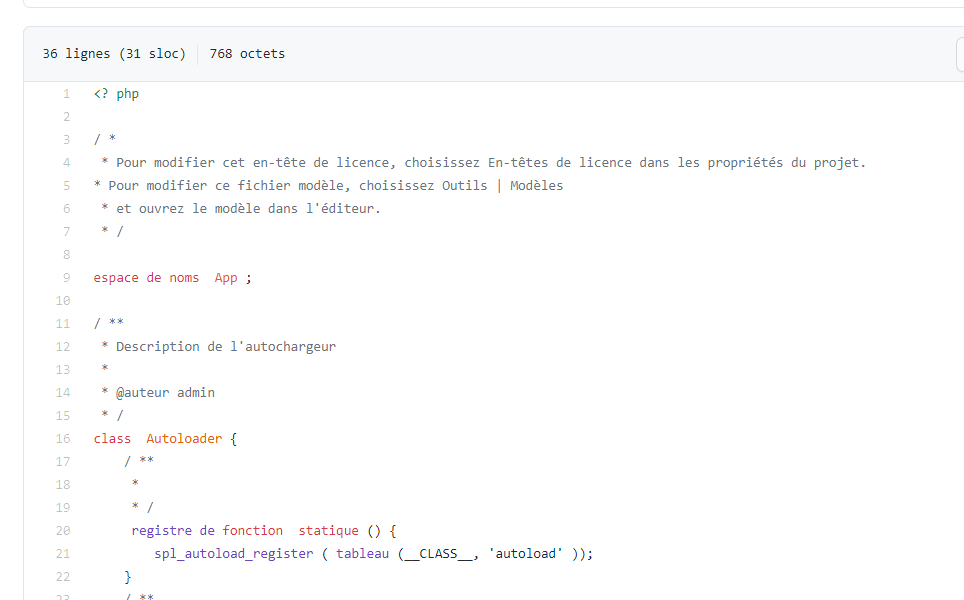 36 lignes (31 sloc) 768 octets
1 <? php
2
3 / *
4 * Pour modifier cet en-tête de licence, choisissez En-têtes de licence dans les propriétés du projet.
5 * Pour modifier ce fichier modèle, choisissez Outils | Modèles
6 * et ouvrez le modèle dans l'éditeur.
7 * /
8
9 espace de noms App ;
10
11 / **
12 * Description de l'autochargeur
13 *
14 * @auteur admin
15 * /
16 class Autoloader {
17 / **
18 *
19 * /
20 registre de fonction statique () {
21 spl_autoload_register ( tableau (__CLASS__, 'autoload' ));
22 }
23 / **